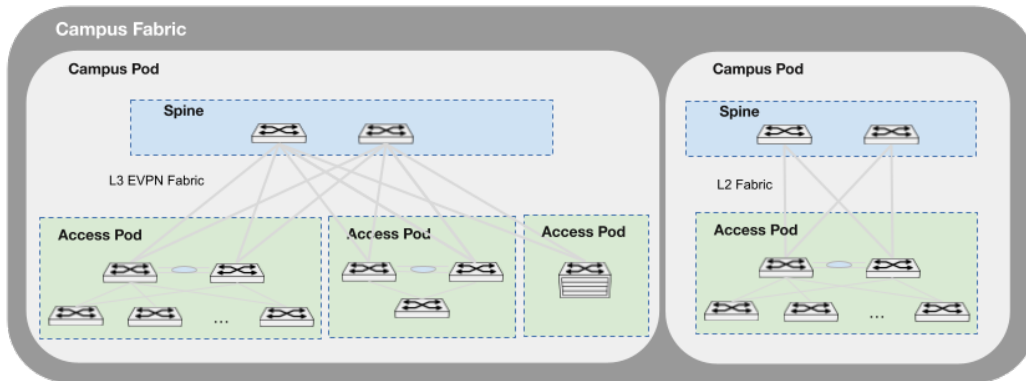 Campus Fabric
Campus Pod
Spine
L3 EVPN Fabric
Access Pod
...
Access Pod
Access Pod
Campus Pod
Spine
L2 Fabric
Access Pod
...